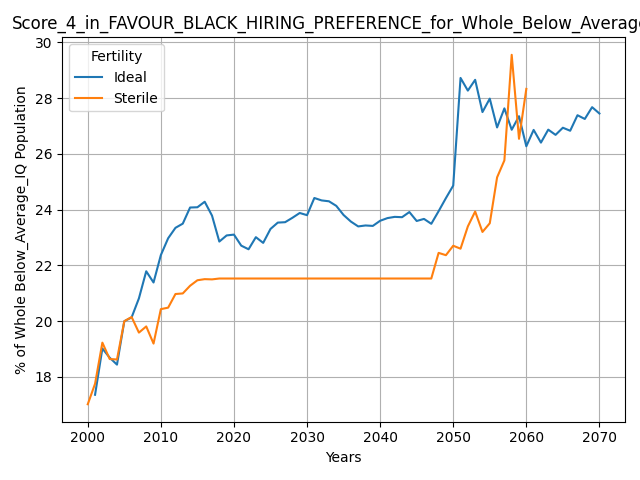 Score_4_in_FAVOUR_BLACK_HIRING_PREFERENCE_for_Whole_Below_Average
30
28
26
24
22
20
18
% of Whole Below_Average_IQ Population
Fertility
Ideal
Sterile
2000 2010 2020 2030 2040 2050 2060 2070
Years